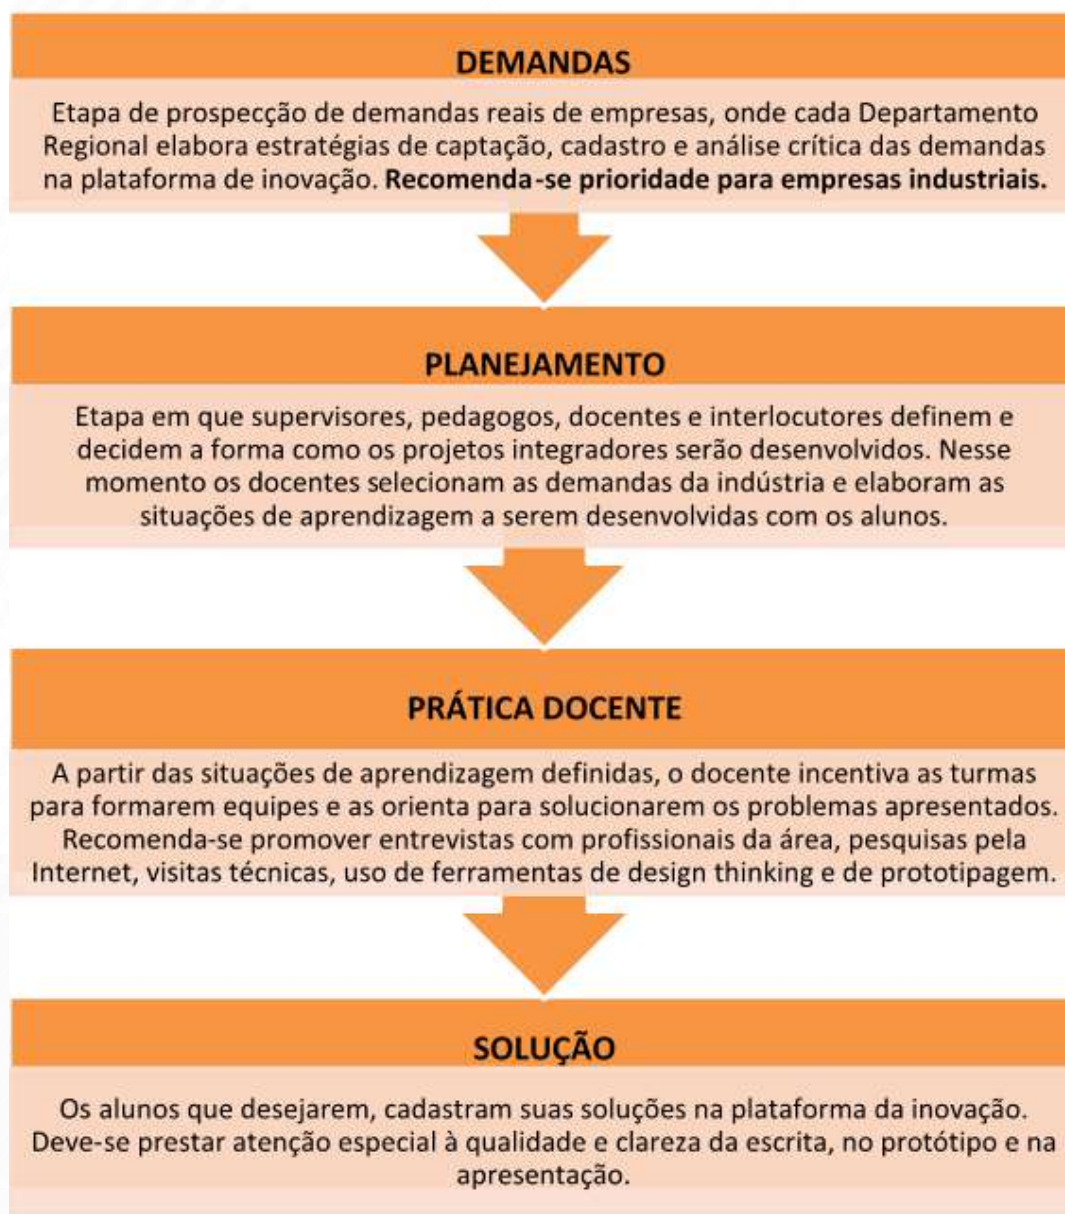 DEMANDAS
Etapa de prospecção de demandas reais de empresas, onde cada Departamento
Regional elabora estratégias de captação, cadastro e análise crítica das demandas
na plataforma de inovação. Recomenda-se prioridade para empresas industriais.
PLANEJAMENTO
Etapa em que supervisores, pedagogos, docentes e interlocutores definem e
decidem a forma como os projetos integradores serão desenvolvidos. Nesse
momento os docentes selecionam as demandas da indústria e elaboram as
situações de aprendizagem a serem desenvolvidas com os alunos.
PRÁTICA DOCENTE
A partir das situações de aprendizagem definidas, o docente incentiva as turmas
para formarem equipes e as orienta para solucionarem os problemas apresentados.
Recomenda-se promover entrevistas com profissionais da área, pesquisas pela
Internet, visitas técnicas, uso de ferramentas de design thinking e de prototipagem.
SOLUÇÃO
Os alunos que desejarem, cadastram suas soluções na plataforma da inovação.
Deve-se prestar atenção especial à qualidade e clareza da escrita, no protótipo e na
apresentação.